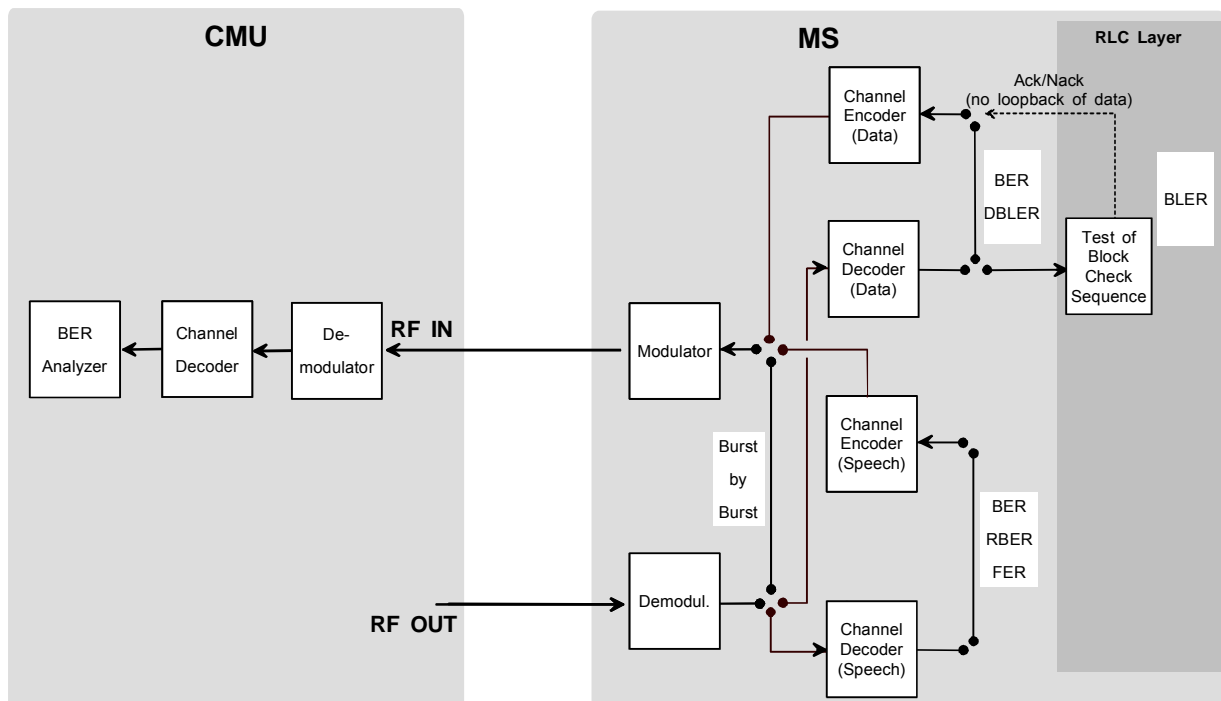 CMU
MS
RLC Layer
Ack/Nack
(no loopback of data)
Channel
Encoder
(Data)
BER
DBLER
BLER
Channel
Decoder
(Data)
Test of
Block
Check
Sequence
BER
Analyzer
Channel
Decoder
De-
modulator
RF IN
Modulator
Channel
Encoder
(Speech)
Burst
by
Burst
BER
RBER
FER
RF OUT
Demodul.
Channel
Decoder
(Speech)